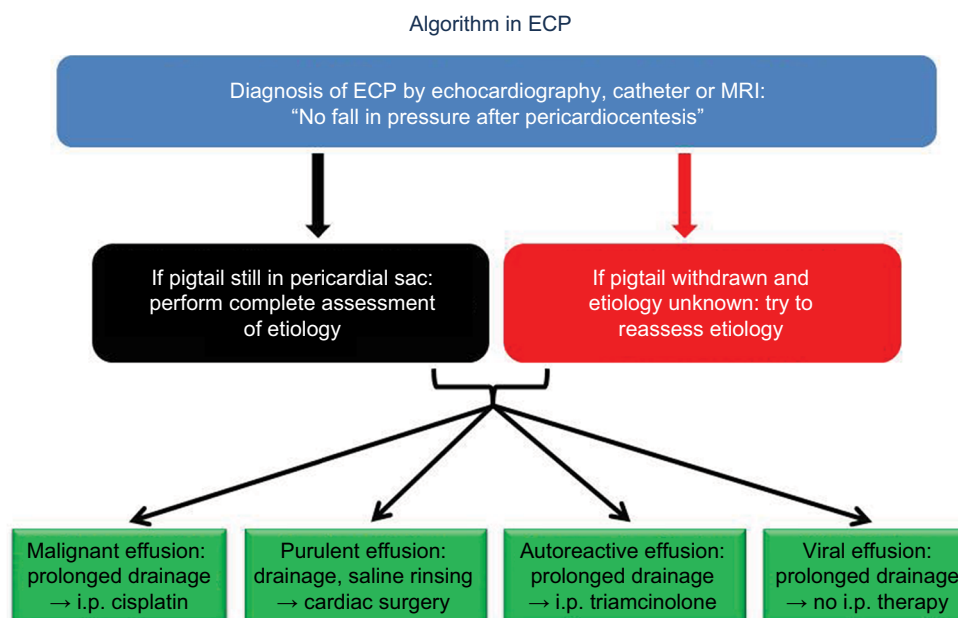 Algorithm in ECP
Diagnosis of ECP by echocardiography, catheter or MRI:
“No fall in pressure after pericardiocentesis”
If pigtail still in pericardial sac:
perform complete assessment
of etiology
If pigtail withdrawn and
etiology unknown: try to
reassess etiology
Malignant effusion:
prolonged drainage
→ i.p. cisplatin
Purulent effusion:
drainage, saline rinsing
→ cardiac surgery
Autoreactive effusion:
prolonged drainage
→ i.p. triamcinolone
Viral effusion:
prolonged drainage
→ no i.p. therapy